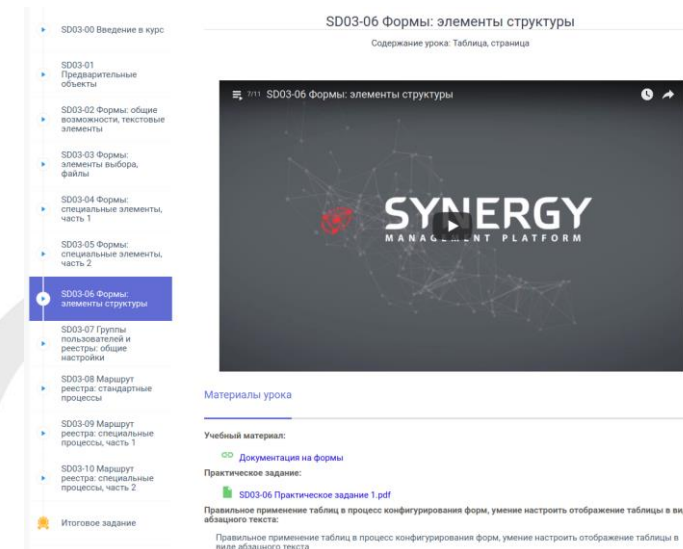 SD03-00 Введение в курс
SD03-01
Предварительные
объекты
SD03-02 Формы: общие
возможности, текстовые
элементы
SD03-03 Формы:
элементы выбора,
файлы
SD03-04 Формы:
специальные элементы,
часть 1
SD03-05 Формы:
специальные элементы,
часть 2
SD03-06 Формы:
элементы структуры
SD03-07 Группы
пользователей и
реестры: общие
настройки
SD03-08 Маршрут
реестра: стандартные
процессы
SD03-09 Маршрут
реестра: специальные
процессы, часть 1
SD03-10 Маршрут
реестра: специальные
процессы, часть 2
Итоговое задание
SD03-06 Формы: элементы структуры
Содержание урока: Таблица, страница
7/11 SD03-06 Формы: элементы структуры
SYNERGY
MANAGEMENT PLATFORM
Материалы урока
Учебный материал:
Документация на формы
Практическое задание:
SD03-06 Практическое задание 1.pdf
Правильное применение таблиц в процесс конфигурирования форм, умение настроить отображение таблицы в ви
абзацного текста:
Правильное применение таблиц в процесс конфигурирования форм, умение настроить отображение таблицы в
виде абзацного текста